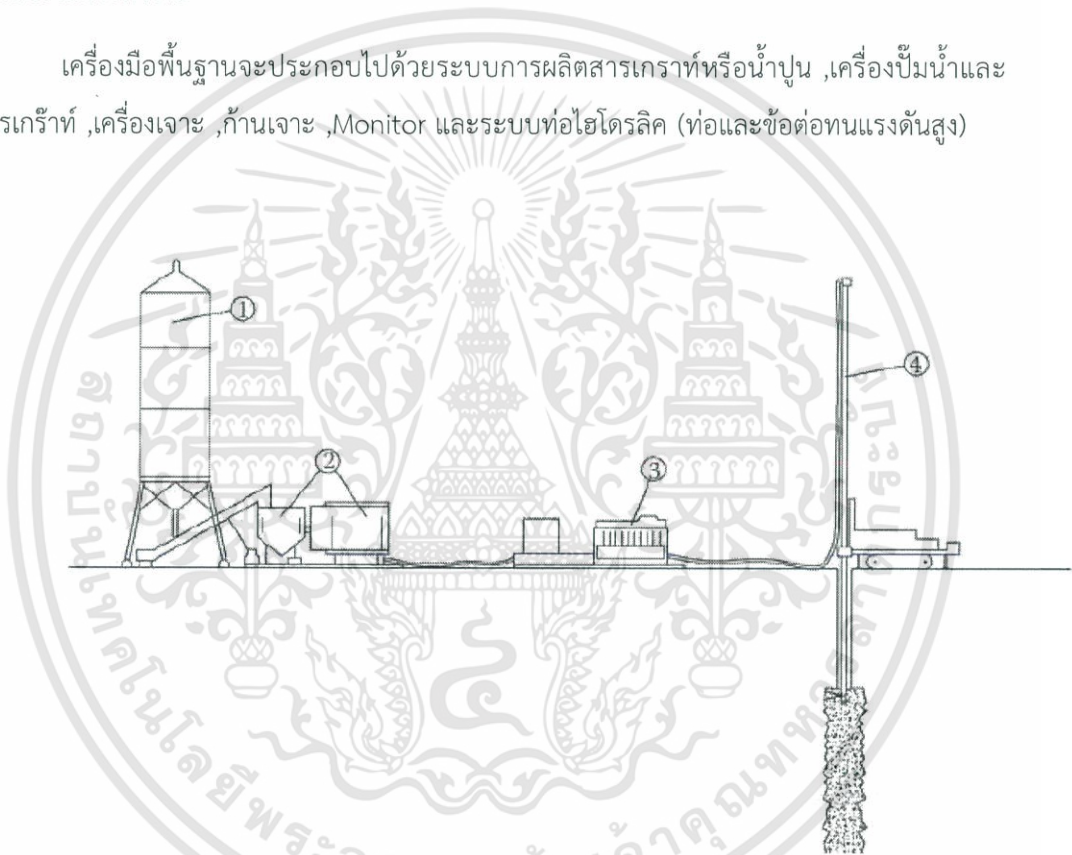 เครื่องมือพื้นฐานจะประกอบไปด้วยระบบการผลิตสารเกราท์หรือน้ำปูน ,เครื่องปั๊มน้ำและ
รเกร๊าท์ ,เครื่องเจาะ ,ก้านเจาะ ,Monitor และระบบท่อไฮโดรลิค (ท่อและข้อต่อทนแรงดันสูง)
①
④
②
③